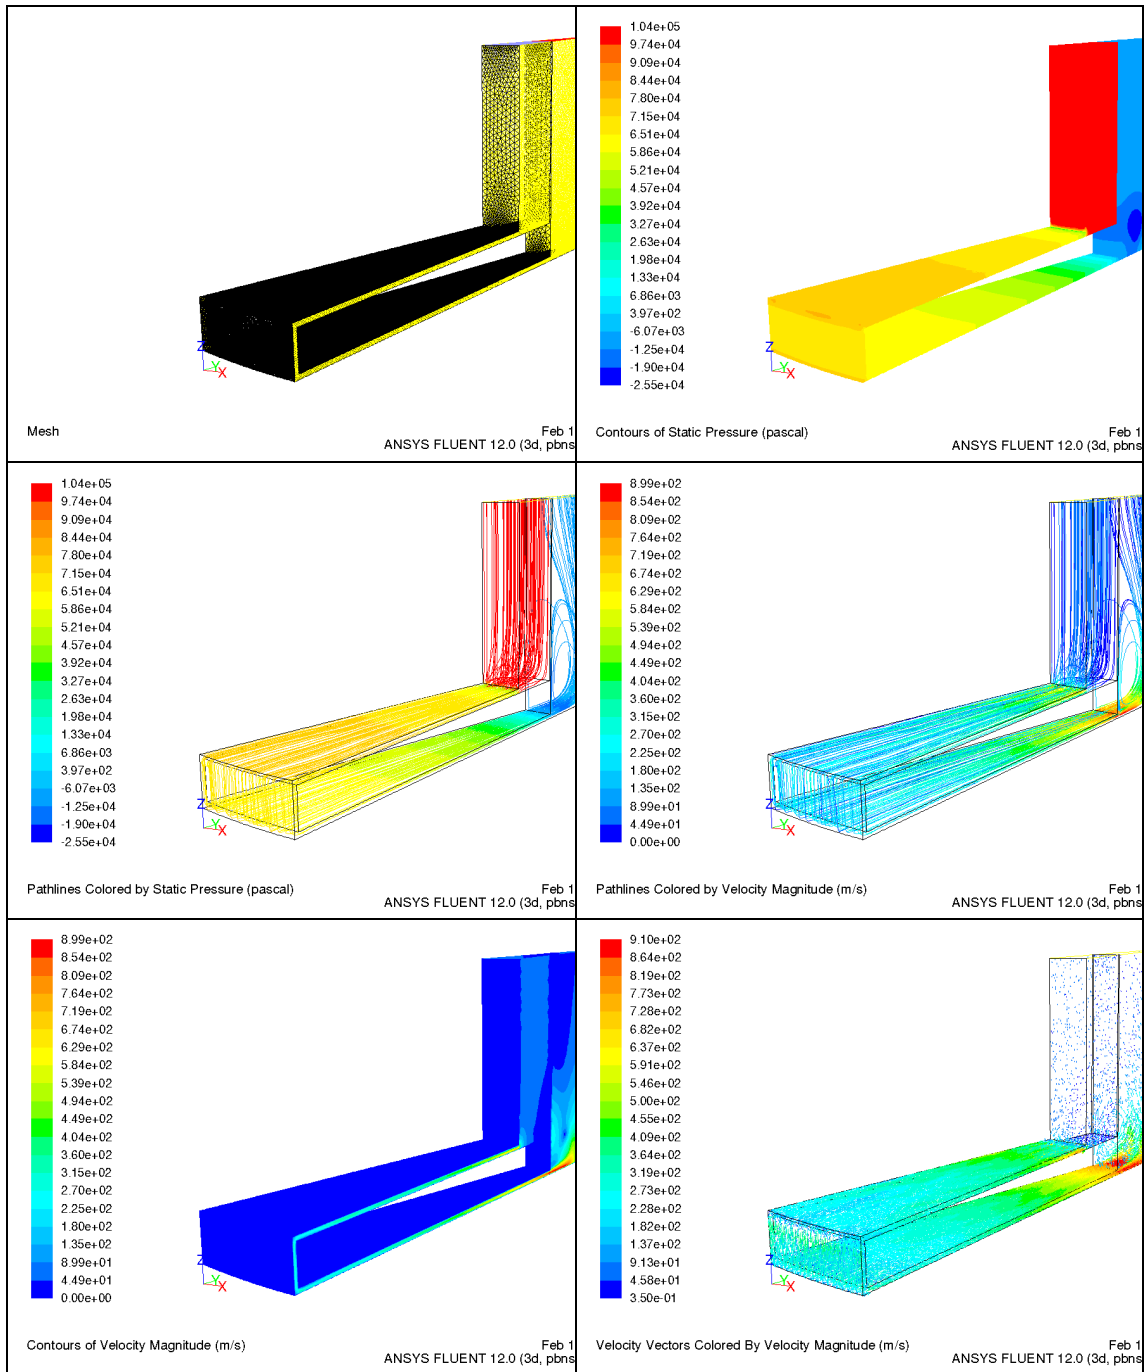 Z
Y
X
Mesh
Feb 1
ANSYS FLUENT 12.0 (3d, pbns
1.04e+05
9.74e+04
9.09e+04
8.44e+04
7.80e+04
7.15e+04
6.51e+04
5.86e+04
5.21e+04
4.57e+04
3.92e+04
3.27e+04
2.63e+04
1.98e+04
1.33e+04
6.86e+03
3.97e+02
-6.07e+03
-1.25e+04
-1.90e+04
-2.55e+04
Z
Y
X
Contours of Static Pressure (pascal)
Feb 1
ANSYS FLUENT 12.0 (3d, pbns
1.04e+05
9.74e+04
9.09e+04
8.44e+04
7.80e+04
7.15e+04
6.51e+04
5.86e+04
5.21e+04
4.57e+04
3.92e+04
3.27e+04
2.63e+04
1.98e+04
1.33e+04
6.86e+03
3.97e+02
-6.07e+03
-1.25e+04
-1.90e+04
-2.55e+04
Z
Y
X
Pathlines Colored by Static Pressure (pascal)
Feb 1
ANSYS FLUENT 12.0 (3d, pbns
8.99e+02
8.54e+02
8.09e+02
7.64e+02
7.19e+02
6.74e+02
6.29e+02
5.84e+02
5.39e+02
4.94e+02
4.49e+02
4.04e+02
3.60e+02
3.15e+02
2.70e+02
2.25e+02
1.80e+02
1.35e+02
8.99e+01
4.49e+01
0.00e+00
Z
Y
X
Pathlines Colored by Velocity Magnitude (m/s)
Feb 1
ANSYS FLUENT 12.0 (3d, pbns
8.99e+02
8.54e+02
8.09e+02
7.64e+02
7.19e+02
6.74e+02
6.29e+02
5.84e+02
5.39e+02
4.94e+02
4.49e+02
4.04e+02
3.60e+02
3.15e+02
2.70e+02
2.25e+02
1.80e+02
1.35e+02
8.99e+01
4.49e+01
0.00e+00
Z
Y
X
Contours of Velocity Magnitude (m/s)
Feb 1
ANSYS FLUENT 12.0 (3d, pbns
9.10e+02
8.64e+02
8.19e+02
7.73e+02
7.28e+02
6.82e+02
6.37e+02
5.91e+02
5.46e+02
5.00e+02
4.55e+02
4.09e+02
3.64e+02
3.19e+02
2.73e+02
2.28e+02
1.82e+02
1.37e+02
9.13e+01
4.58e+01
3.50e-01
Z
Y
X
Velocity Vectors Colored By Velocity Magnitude (m/s)
Feb 1
ANSYS FLUENT 12.0 (3d, pbns